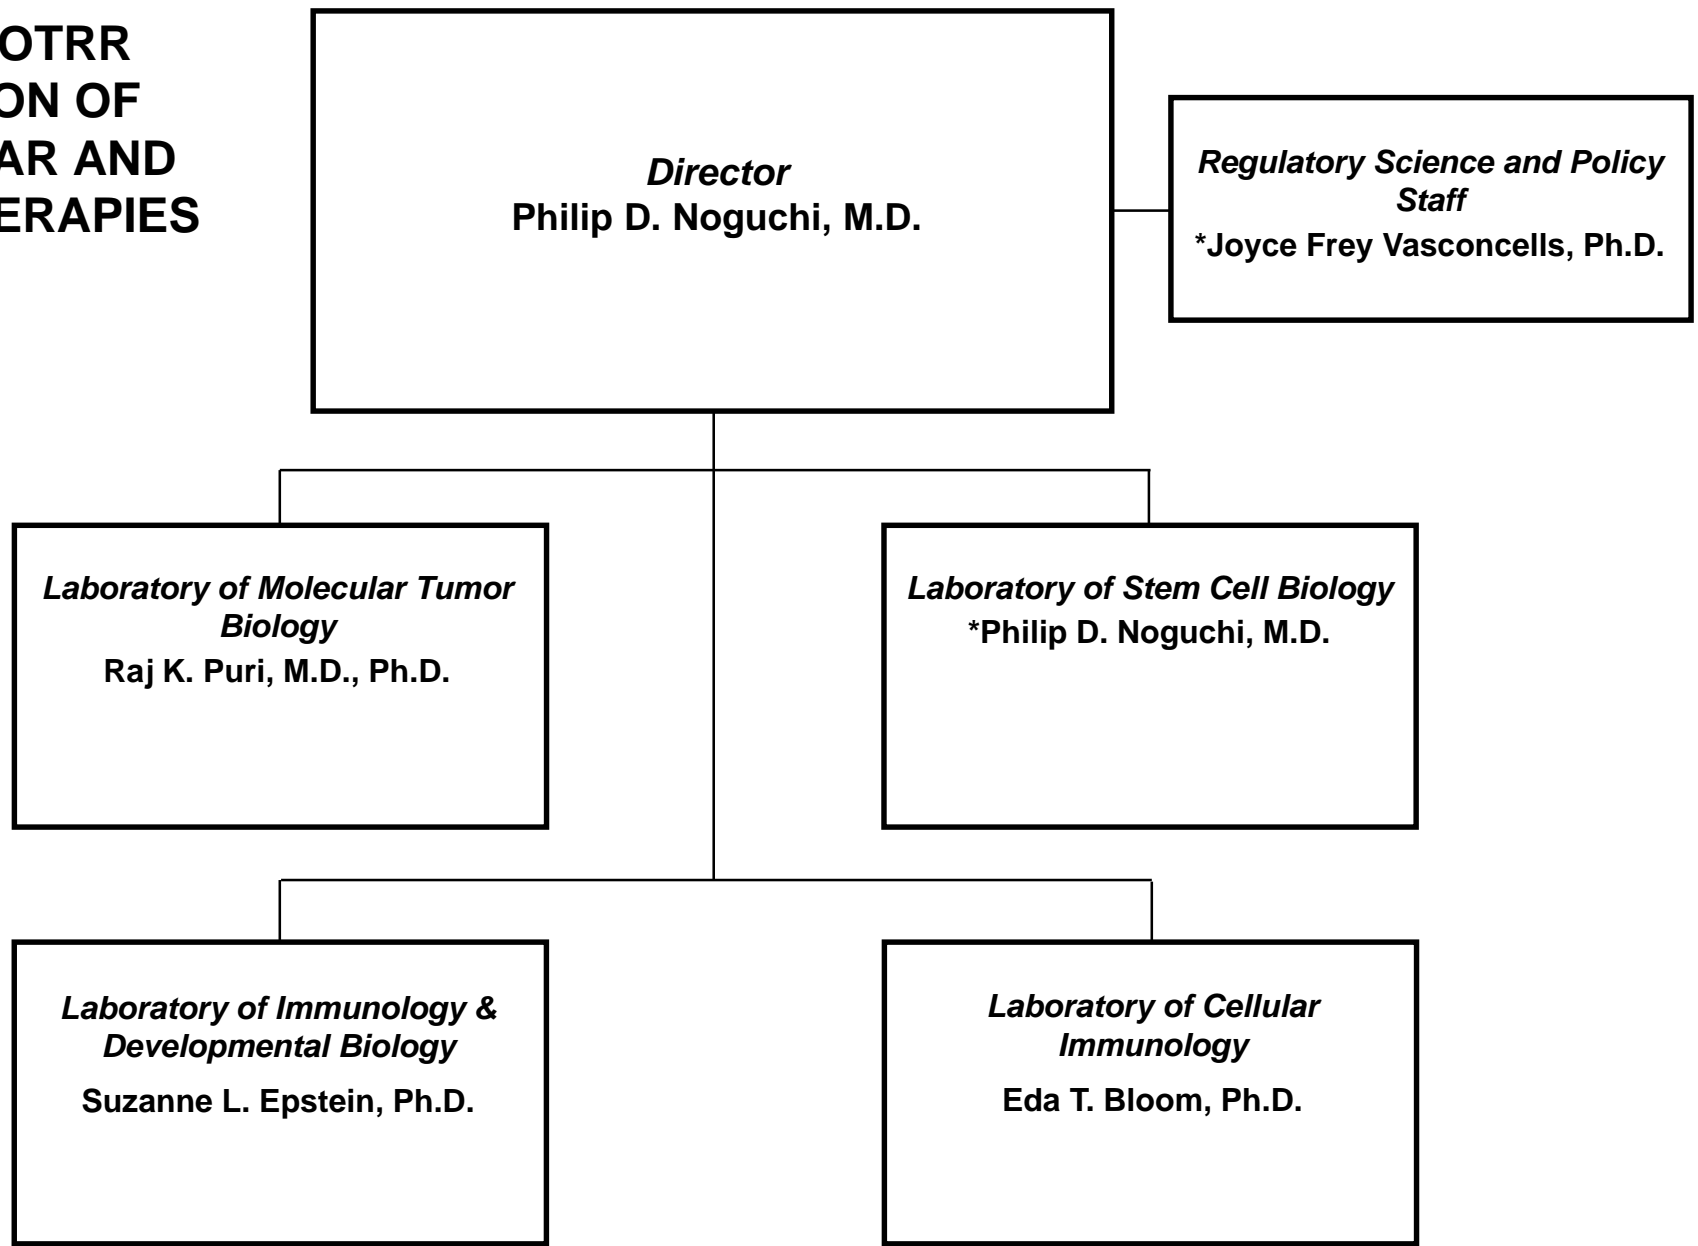 OTRR
ON OF
AR AND
ERAPIES
Director
Philip D. Noguchi, M.D.
Regulatory Science and Policy
Staff
*Joyce Frey Vasconcells, Ph.D.
Laboratory of Molecular Tumor
Biology
Raj K. Puri, M.D., Ph.D.
Laboratory of Stem Cell Biology
*Philip D. Noguchi, M.D.
Laboratory of Immunology &
Developmental Biology
Suzanne L. Epstein, Ph.D.
Laboratory of Cellular
Immunology
Eda T. Bloom, Ph.D.